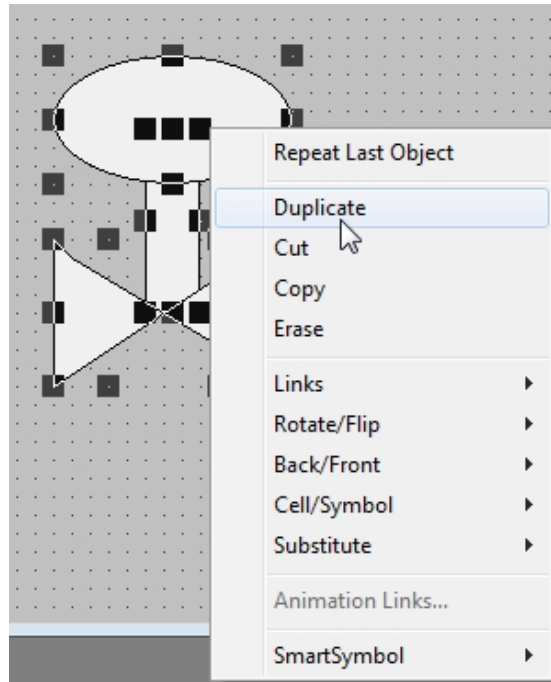 Repeat Last Object
Duplicate
Cut
Copy
Erase
Links
Rotate/Flip
Back/Front
Cell/Symbol
Substitute
Animation Links...
SmartSymbol